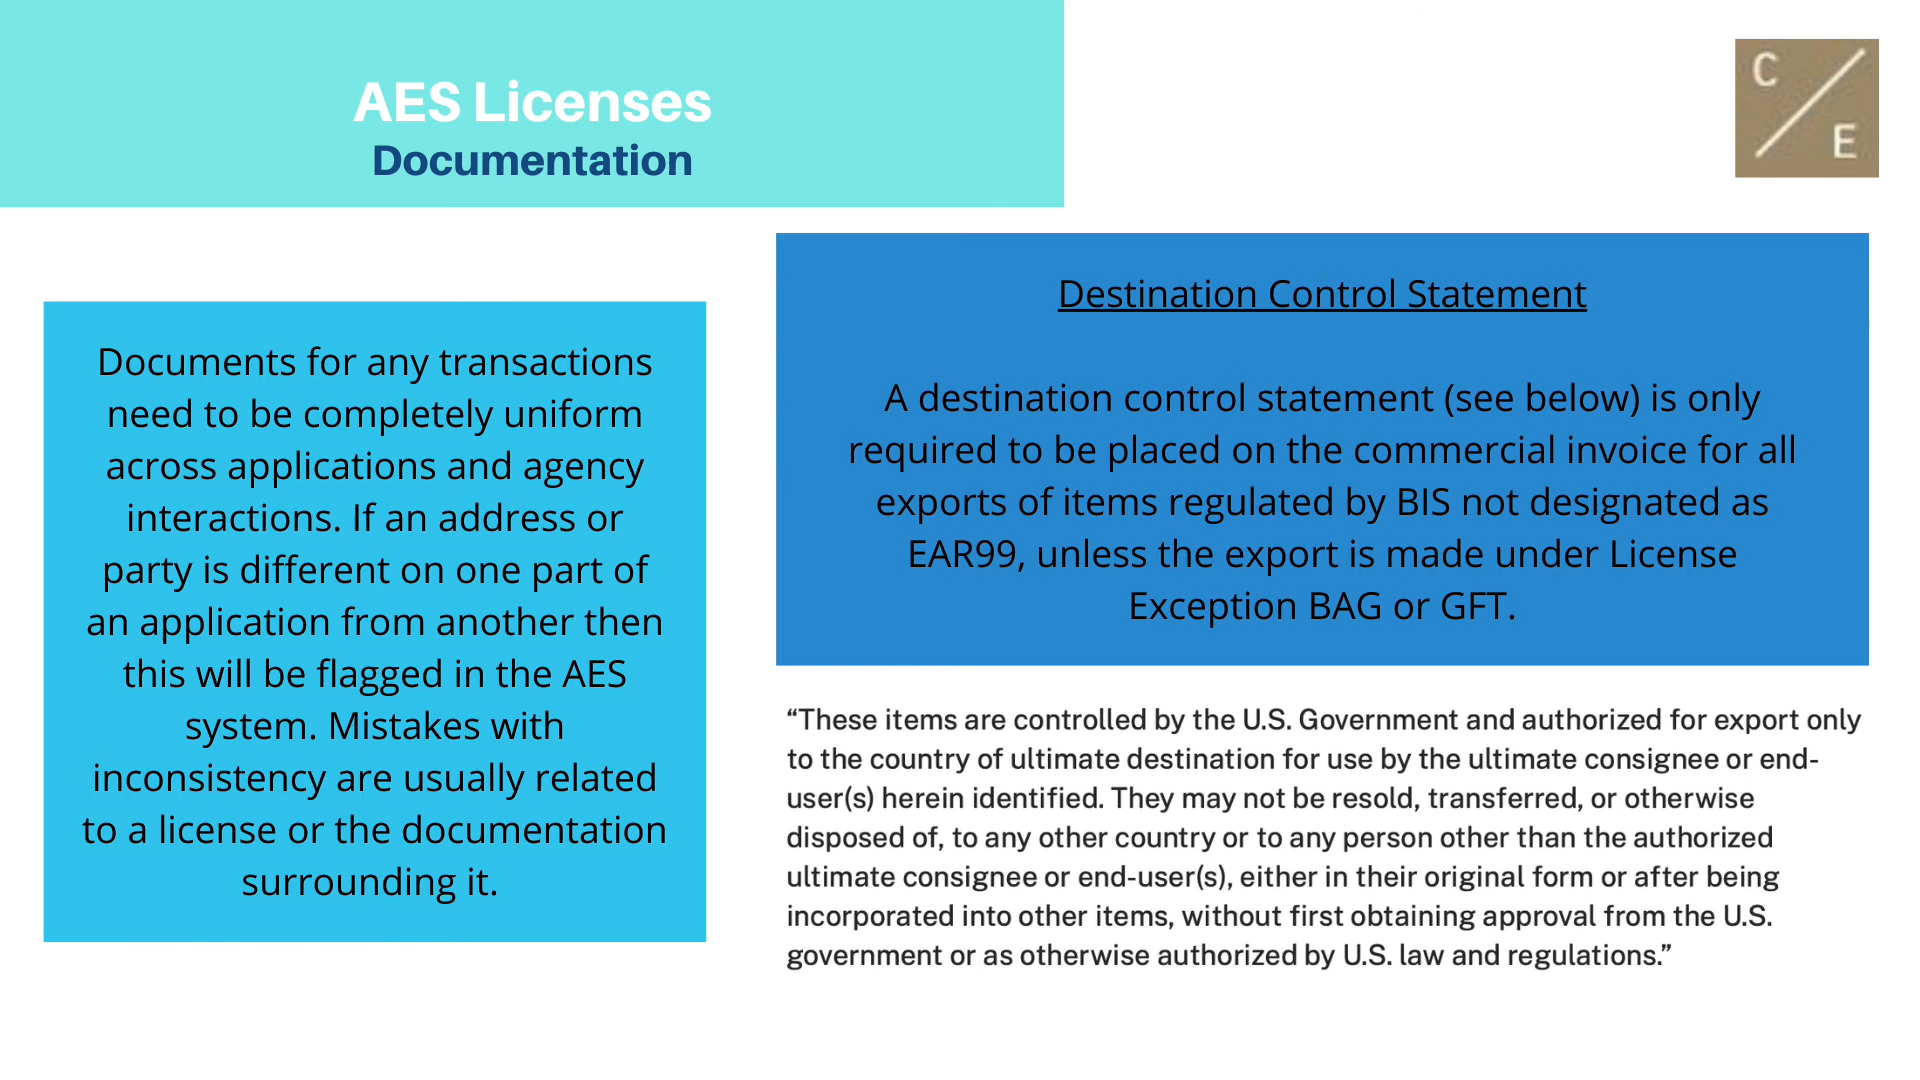 AES Licenses
Documentation
C
E
Documents for any transactions
need to be completely uniform
across applications and agency
interactions. If an address or
party is different on one part of
an application from another then
this will be flagged in the AES
system. Mistakes with
inconsistency are usually related
to a license or the documentation
surrounding it.
Destination Control Statement
A destination control statement (see below) is only
required to be placed on the commercial invoice for all
exports of items regulated by BIS not designated as
EAR99, unless the export is made under License
Exception BAG or GFT.
“These items are controlled by the U.S. Government and authorized for export only
to the country of ultimate destination for use by the ultimate consignee or end-
user(s) herein identified. They may not be resold, transferred, or otherwise
disposed of, to any other country or to any person other than the authorized
ultimate consignee or end-user(s), either in their original form or after being
incorporated into other items, without first obtaining approval from the U.S.
government or as otherwise authorized by U.S. law and regulations.”